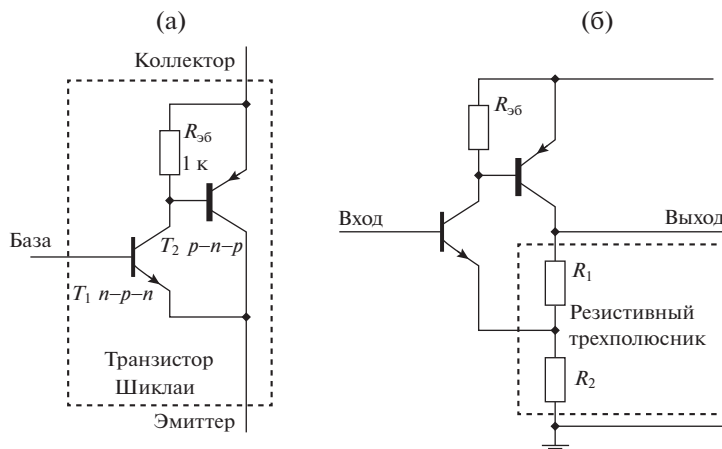 (а)
Коллектор
Rэб
1 к
База
T2 p–n–p
T1 n–p–n
Транзистор
Шиклаи
Эмиттер
(б)
Rэб
Вход
Выход
R1
Резистивный
трехполюсник
R2